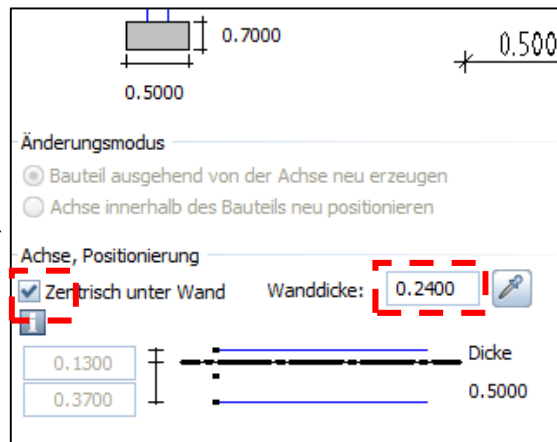 0.7000
0.500
0.5000
Änderungsmodus
Bauteil ausgehend von der Achse neu erzeugen
Achse innerhalb des Bauteils neu positionieren
Achse, Positionierung
Zentrisch unter Wand Wanddicke: 0.2400
i
0.1300 Dicke
0.3700 0.5000